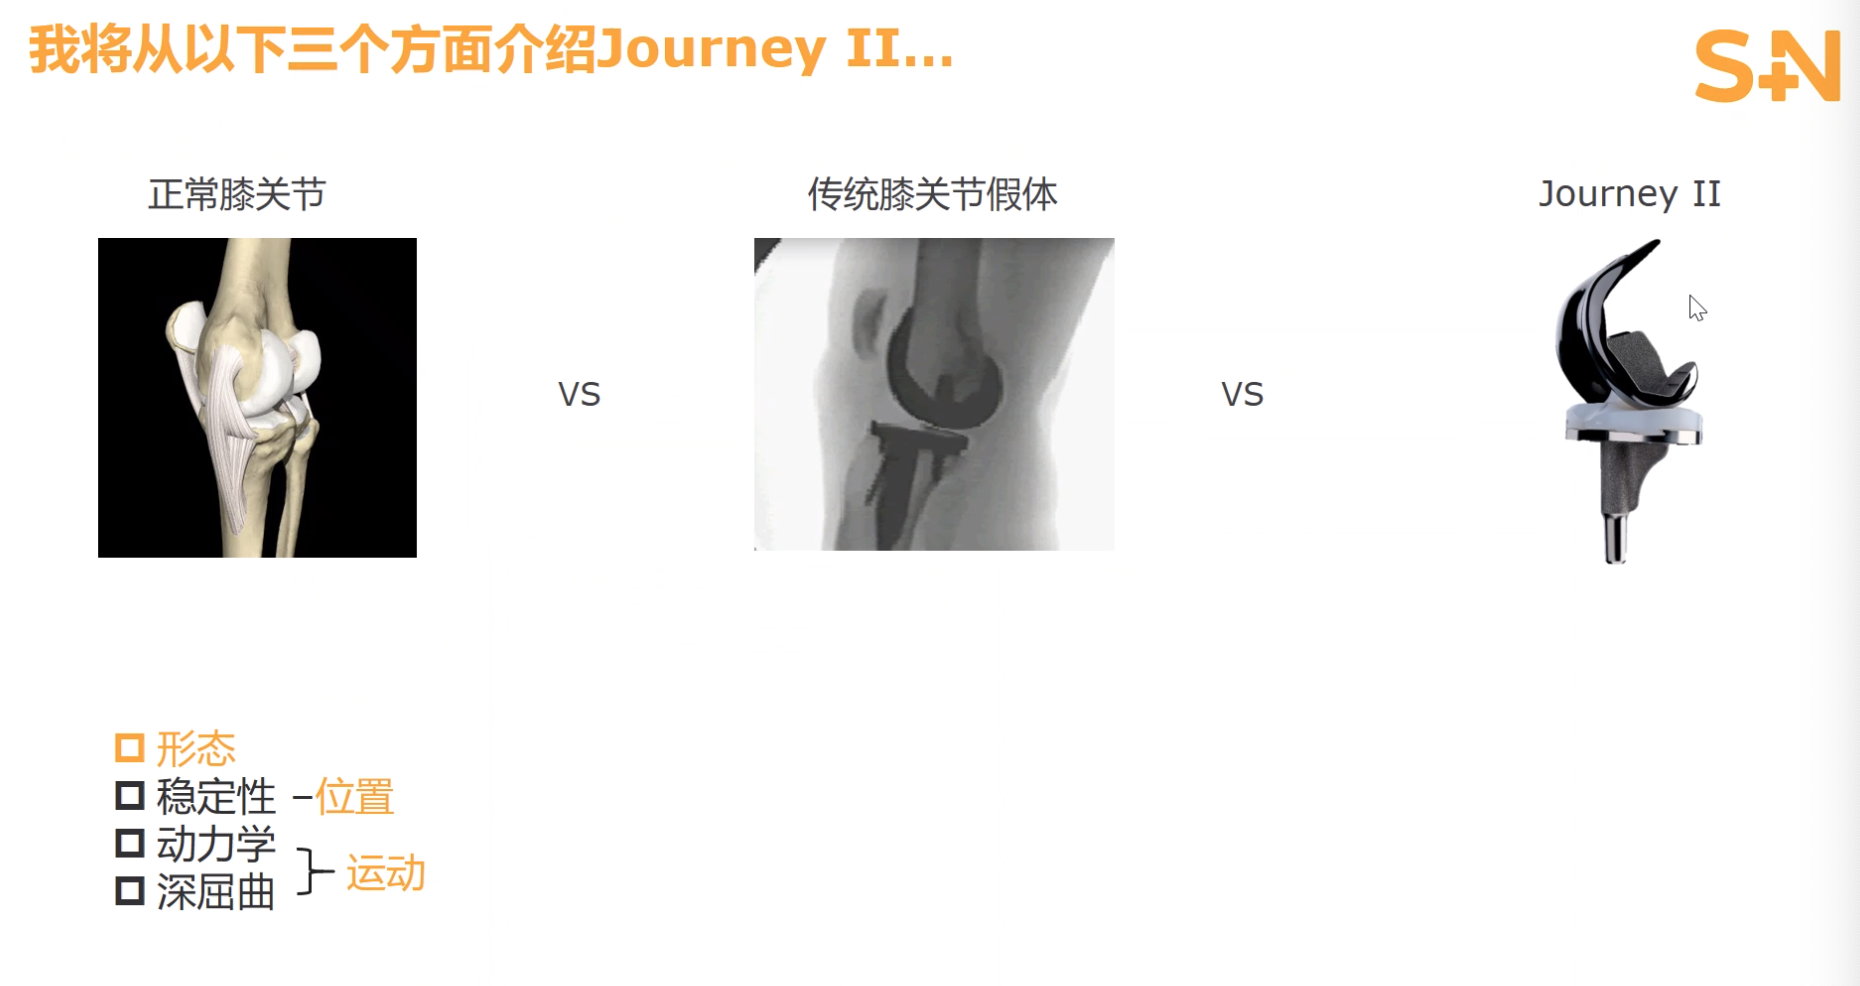 我将从以下三个方面介绍Journey II...
S+N
正常膝关节
传统膝关节假体
Journey II
VS
VS
形态
稳定性 –位置
动力学
深屈曲
运动